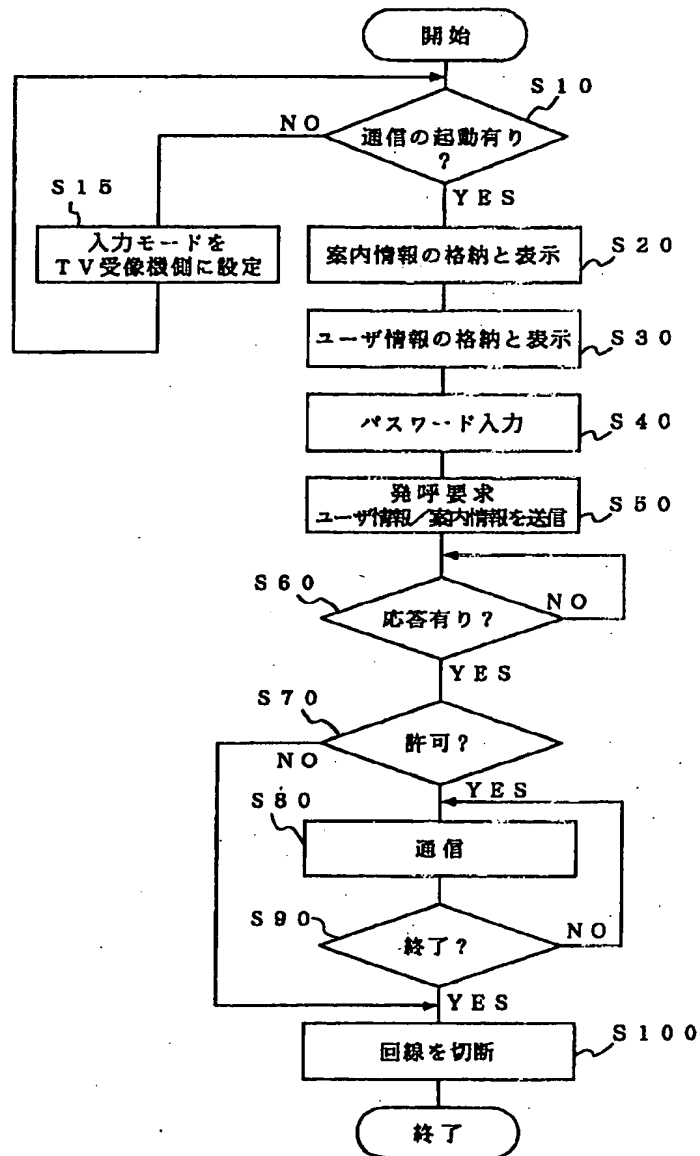 開始
S10
通信の起動有り
?
NO
YES
S15
入力モードを
TV受像機側に設定
案内情報の格納と表示
S20
ユーザ情報の格納と表示
S30
パスワード入力
S40
発呼要求
ユーザ情報/案内情報を送信
S50
S60
応答有り?
NO
YES
S70
許可?
NO
YES
S80
通信
S90
終了?
NO
YES
回線を切断
S100
終了